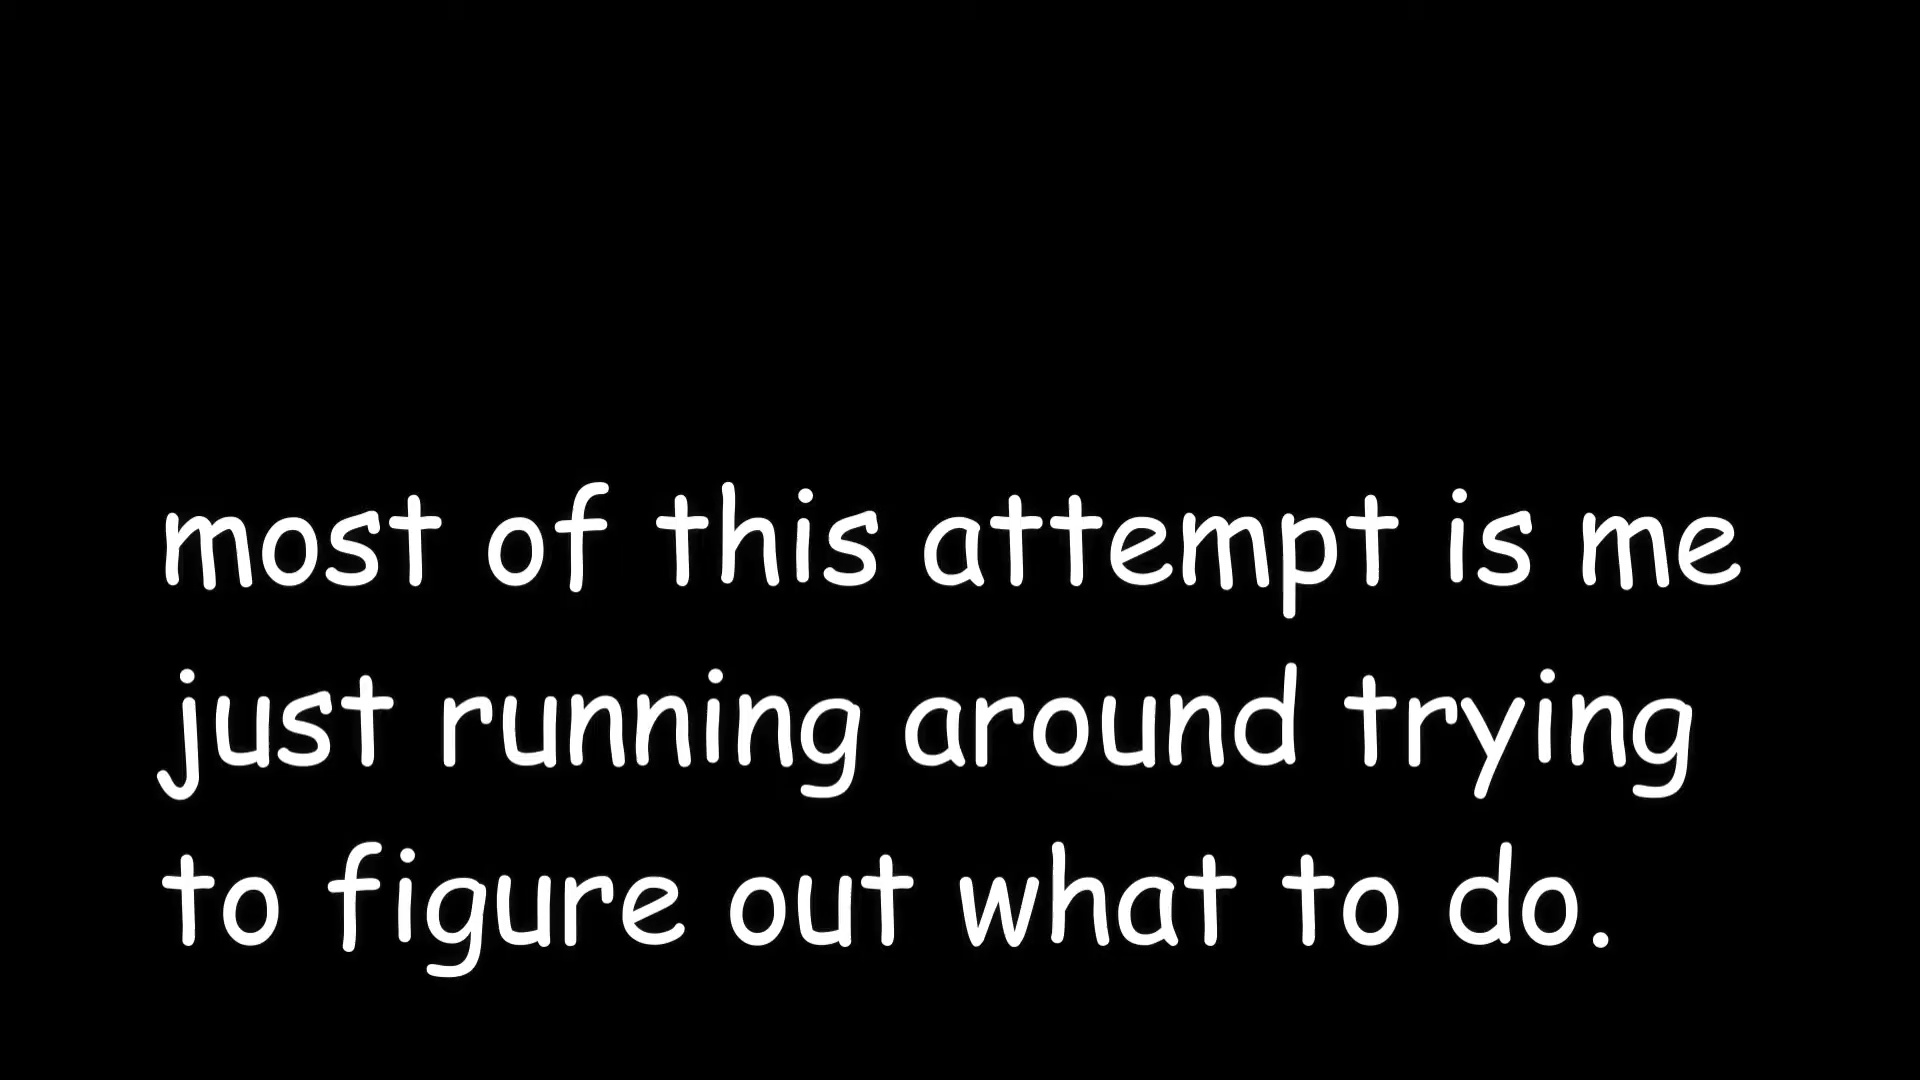 most of this attempt is me
just running around trying
to figure out what to do.